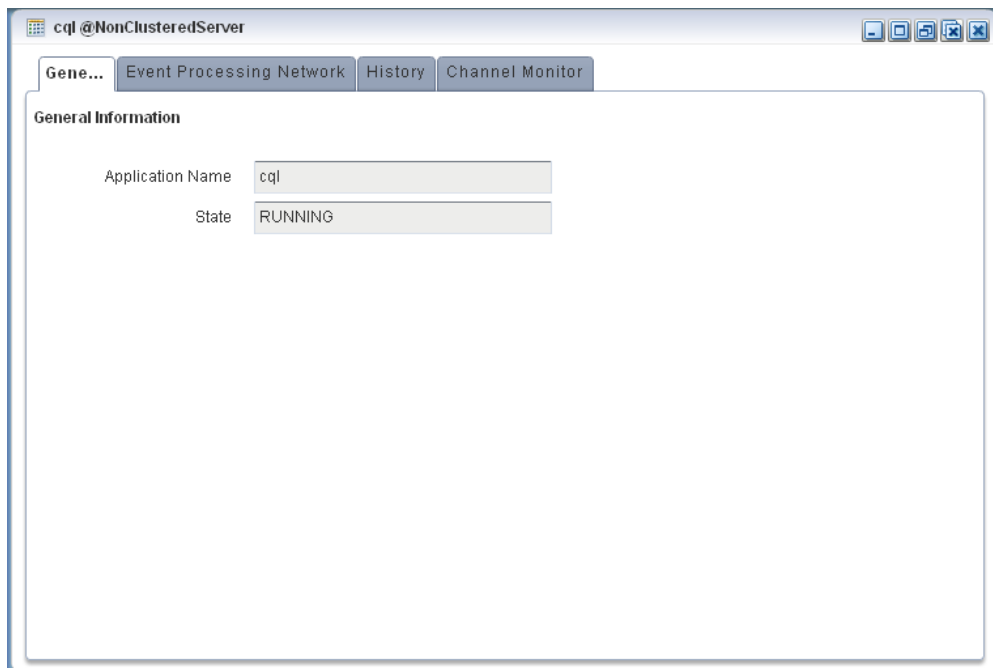 cql @NonClusteredServer
Gene... Event Processing Network History Channel Monitor
General Information
Application Name cql
State RUNNING